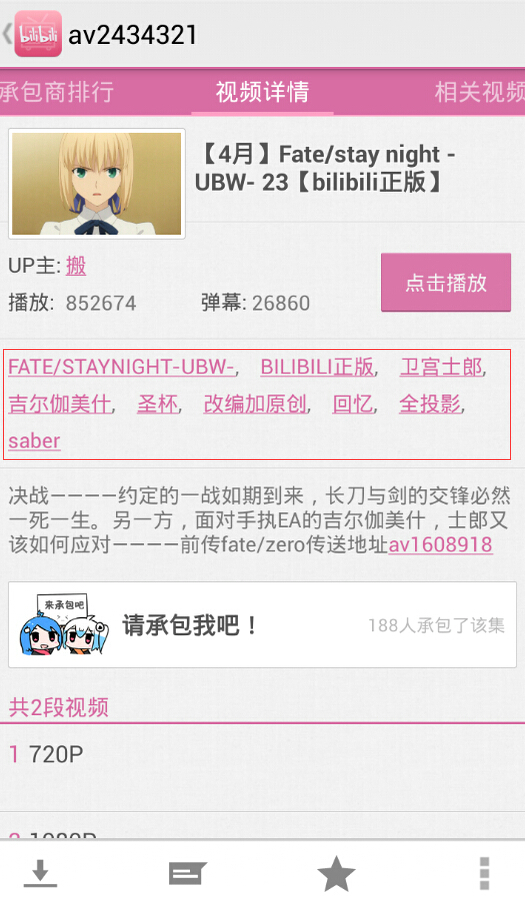 bilibili av2434321
承包商排行 视频详情 相关视频
【4月】Fate/stay night -
UBW- 23【bilibili正版】
UP主: 搬
点击播放
播放: 852674 弹幕: 26860
FATE/STAYNIGHT-UBW-, BILIBILI正版, 卫宫士郎,
吉尔伽美什, 圣杯, 改编加原创, 回忆, 全投影,
saber
决战————约定的一战如期到来，长刀与剑的交锋必然
一死一生。另一方，面对手执EA的吉尔伽美什，士郎又
该如何应对————前传fate/zero传送地址av1608918
来承包吧
请承包我吧！ 188人承包了该集
共2段视频
1 720P
2 1080P